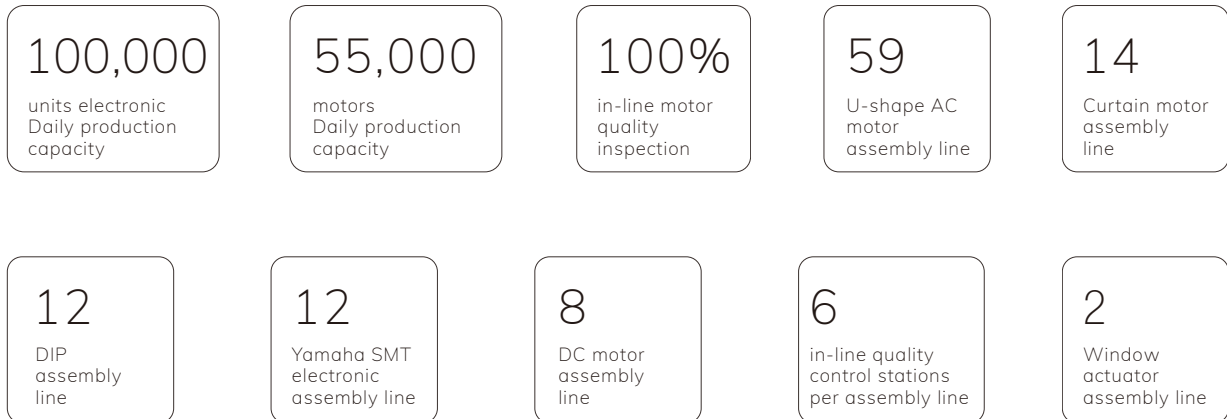 100,000
units electronic
Daily production
capacity
55,000
motors
Daily production
capacity
100%
in-line motor
quality
inspection
59
U-shape AC
motor
assembly line
14
Curtain motor
assembly
line
12
DIP
assembly
line
12
Yamaha SMT
electronic
assembly line
8
DC motor
assembly
line
6
in-line quality
control stations
per assembly line
2
Window
actuator
assembly line